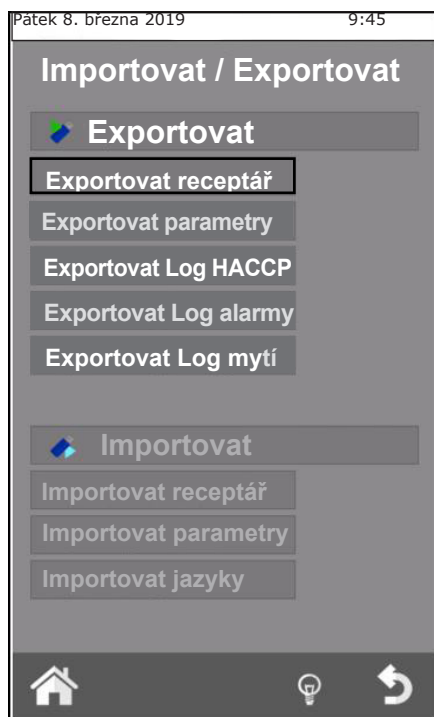 Pátek 8. března 2019 9:45
Importovat / Exportovat
Exportovat
Exportovat receptář
Exportovat parametry
Exportovat Log HACCP
Exportovat Log alarmy
Exportovat Log mytí
Importovat
Importovat receptář
Importovat parametry
Importovat jazyky